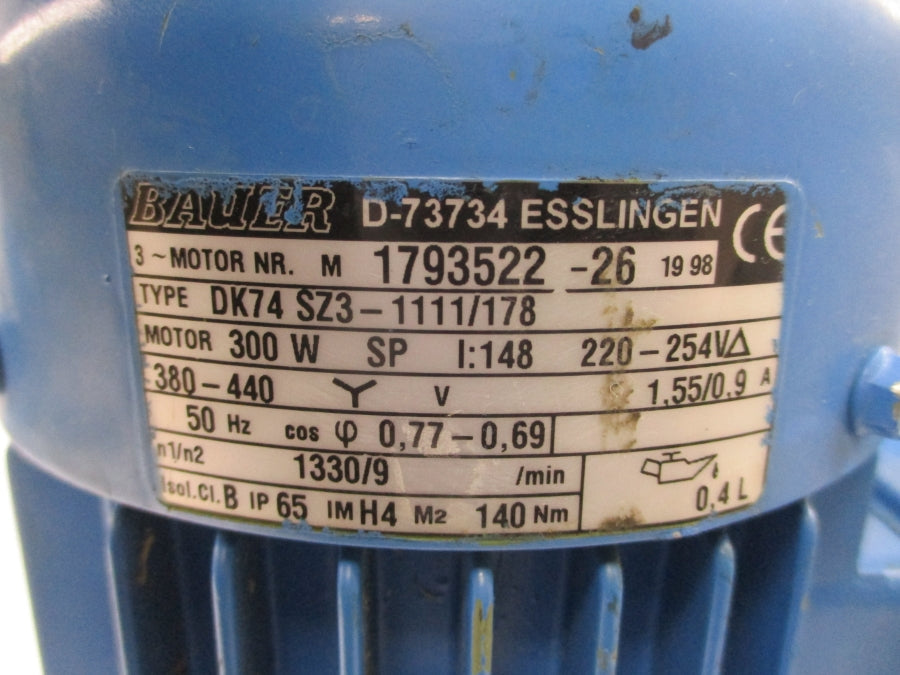 BAUER D-73734 ESSLINGEN CE
3 ~ MOTOR NR. M 1793522 -26 19 98
TYPE DK74 SZ3-1111/178
MOTOR 300 W SP I:148 220-254V∆
380-440 Y V 1,55/0,9 A
50 Hz cos φ 0,77-0,69
n1/n2 1330/9 /min
Isol.Cl. B IP 65 IM H4 M2 140 Nm 0,4 L